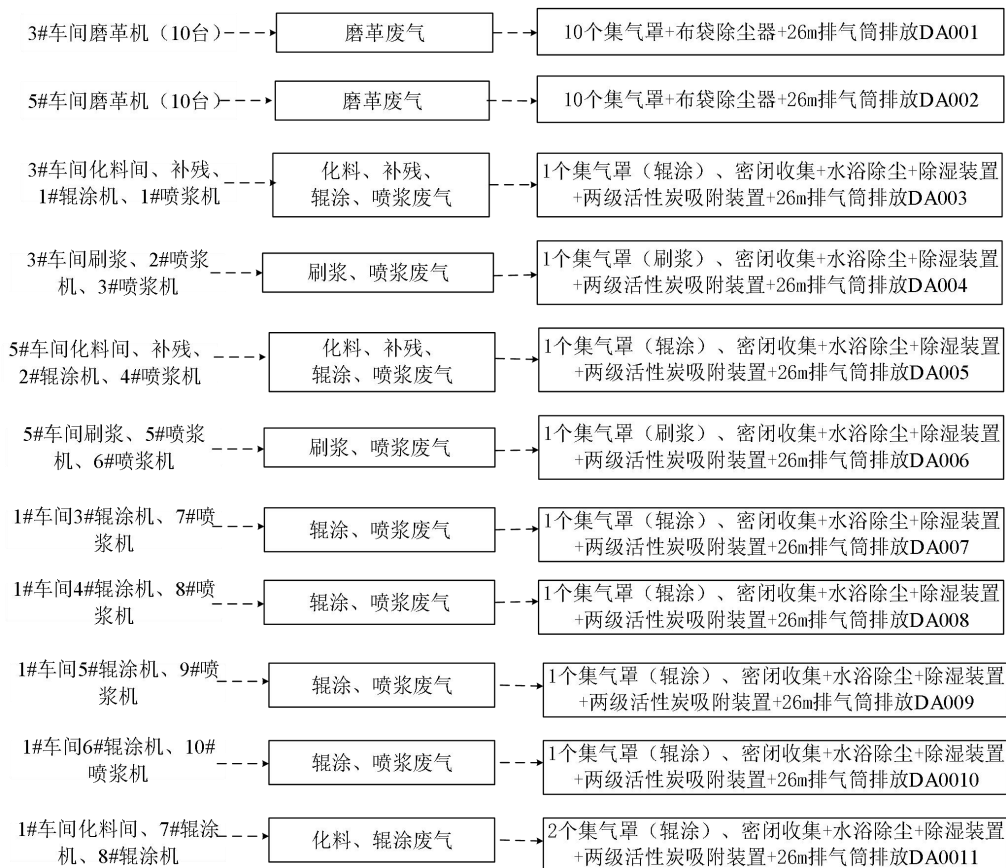 3#车间磨革机（10台）
磨革废气
10个集气罩+布袋除尘器+26m排气筒排放DA001
5#车间磨革机（10台）
磨革废气
10个集气罩+布袋除尘器+26m排气筒排放DA002
3#车间化料间、补残、
1#辊涂机、1#喷浆机
化料、补残、
辊涂、喷浆废气
1个集气罩（辊涂）、密闭收集+水浴除尘+除湿装置
+两级活性炭吸附装置+26m排气筒排放DA003
3#车间刷浆、2#喷浆
机、3#喷浆机
刷浆、喷浆废气
1个集气罩（刷浆）、密闭收集+水浴除尘+除湿装置
+两级活性炭吸附装置+26m排气筒排放DA004
5#车间化料间、补残、
2#辊涂机、4#喷浆机
化料、补残、
辊涂、喷浆废气
1个集气罩（辊涂）、密闭收集+水浴除尘+除湿装置
+两级活性炭吸附装置+26m排气筒排放DA005
5#车间刷浆、5#喷浆
机、6#喷浆机
刷浆、喷浆废气
1个集气罩（刷浆）、密闭收集+水浴除尘+除湿装置
+两级活性炭吸附装置+26m排气筒排放DA006
1#车间3#辊涂机、7#喷
浆机
辊涂、喷浆废气
1个集气罩（辊涂）、密闭收集+水浴除尘+除湿装置
+两级活性炭吸附装置+26m排气筒排放DA007
1#车间4#辊涂机、8#喷
浆机
辊涂、喷浆废气
1个集气罩（辊涂）、密闭收集+水浴除尘+除湿装置
+两级活性炭吸附装置+26m排气筒排放DA008
1#车间5#辊涂机、9#喷
浆机
辊涂、喷浆废气
1个集气罩（辊涂）、密闭收集+水浴除尘+除湿装置
+两级活性炭吸附装置+26m排气筒排放DA009
1#车间6#辊涂机、10#
喷浆机
辊涂、喷浆废气
1个集气罩（辊涂）、密闭收集+水浴除尘+除湿装置
+两级活性炭吸附装置+26m排气筒排放DA0010
1#车间化料间、7#辊涂
机、8#辊涂机
化料、辊涂废气
2个集气罩（辊涂）、密闭收集+水浴除尘+除湿装置
+两级活性炭吸附装置+26m排气筒排放DA0011